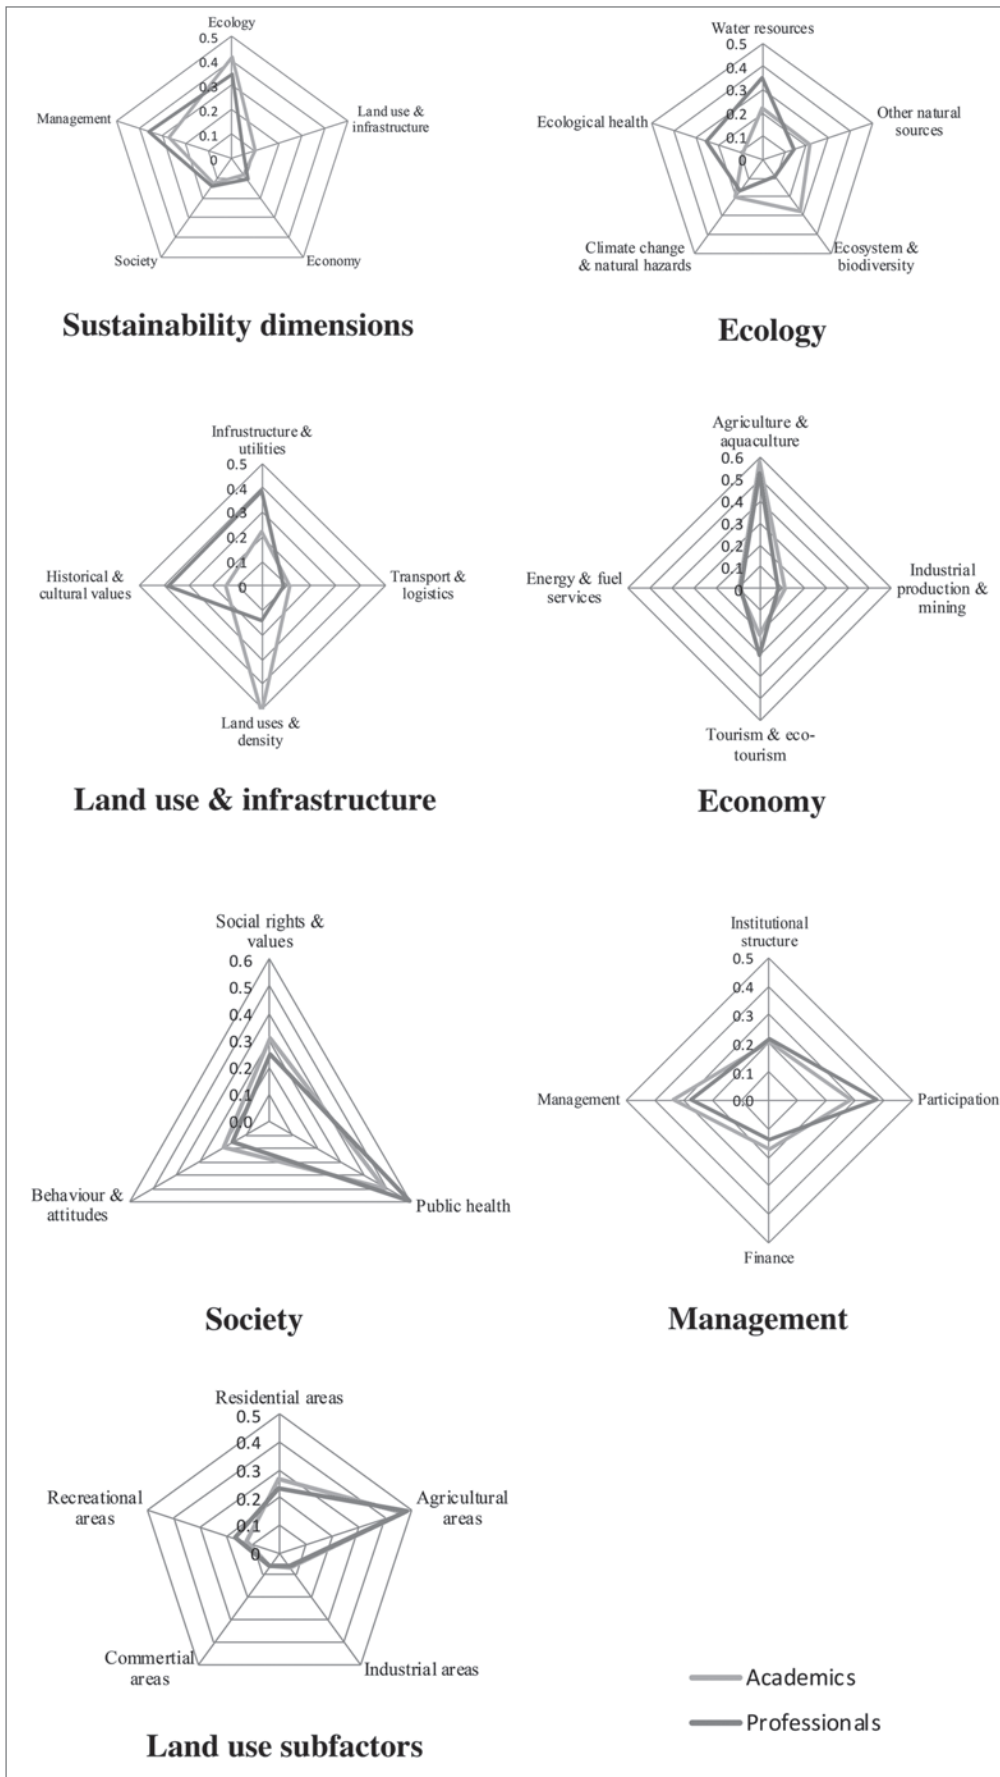 Ecology
0.5
0.4
0.3
0.2
0.1
0
Management
Land use &
infrastructure
Society
Economy
Sustainability dimensions
Water resources
0.5
0.4
0.3
0.2
0.1
0
Ecological health
Other natural
sources
Climate change
& natural hazards
Ecosystem &
biodiversity
Ecology
Infrustructure &
utilities
0.5
0.4
0.3
0.2
0.1
0
Historical &
cultural values
Transport &
logistics
Land uses &
density
Land use & infrastructure
Agriculture &
aquaculture
0.6
0.5
0.4
0.3
0.2
0.1
0
Energy & fuel
services
Industrial
production &
mining
Tourism & eco-
tourism
Economy
Social rights &
values
0.6
0.5
0.4
0.3
0.2
0.1
0.0
Behaviour &
attitudes
Public health
Society
Institutional
structure
0.5
0.4
0.3
0.2
0.1
0.0
Management
Participation
Finance
Management
Residential areas
0.5
0.4
0.3
0.2
0.1
0
Recreational
areas
Agricultural
areas
Commertial
areas
Industrial areas
Land use subfactors
Academics
Professionals